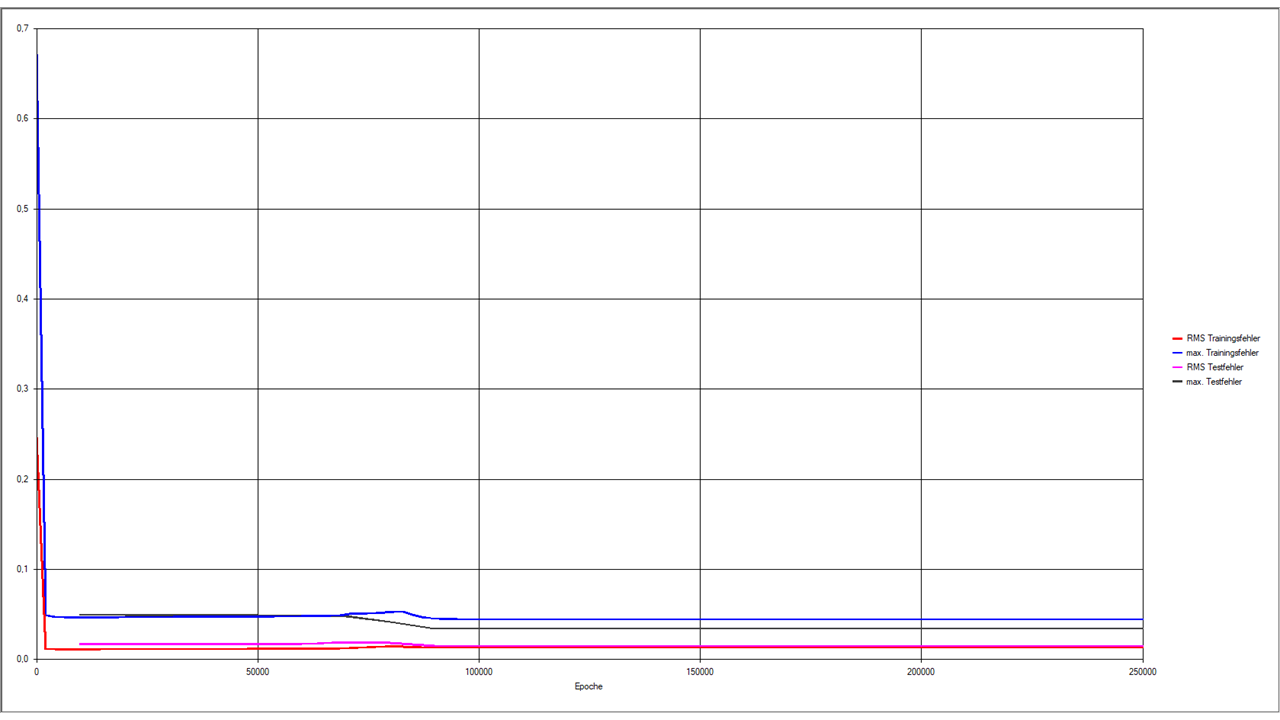 0,7
0,6
0,5
0,4
0,3
0,2
0,1
0,0
0 50000 100000 150000 200000 250000
Epoche
RMS Trainingsfehler
max. Trainingsfehler
RMS Testfehler
max. Testfehler